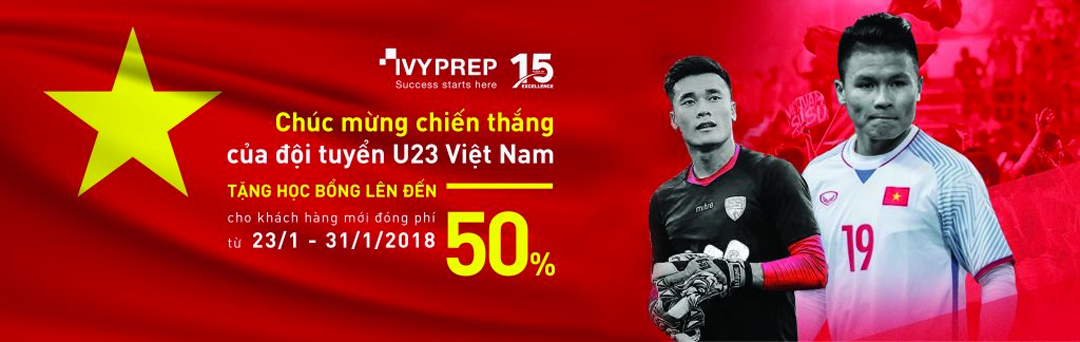 IVYPREP
Success starts here
15
EXCELLENCE
Chúc mừng chiến thắng
của đội tuyển U23 Việt Nam
TẶNG HỌC BỔNG LÊN ĐẾN
cho khách hàng mới đóng phí
từ 23/1 - 31/1/2018
50%
mitre
19